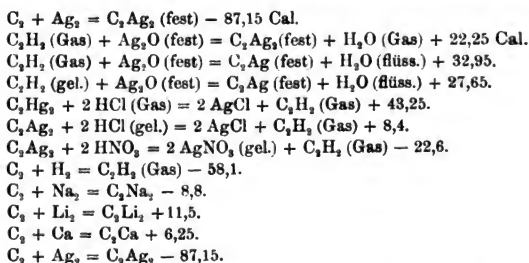 C₂ + Ag₂ = C₂Ag₂ (fest) − 87,15 Cal.
C₂H₂ (Gas) + Ag₂O (fest) = C₂Ag₂(fest) + H₂O (Gas) + 22,25 Cal.
C₂H₂ (Gas) + Ag₂O (fest) = C₂Ag (fest) + H₂O (flüss.) + 32,95.
C₂H₂ (gel.) + Ag₂O (fest) = C₂Ag (fest) + H₂O (flüss.) + 27,65.
C₂Hg₂ + 2 HCl (Gas) = 2 AgCl + C₂H₂ (Gas) + 43,25.
C₂Ag₂ + 2 HCl (gel.) = 2 AgCl + C₂H₂ (Gas) + 8,4.
C₂Ag₂ + 2 HNO₃ = 2 AgNO₃ (gel.) + C₂H₂ (Gas) − 22,6.
C₂ + H₂ = C₂H₂ (Gas) − 58,1.
C₂ + Na₂ = C₂Na₂ − 8,8.
C₂ + Li₂ = C₂Li₂ +11,5.
C₂ + Ca = C₂Ca + 6,25.
C₂ + Ag₂ = C₂Ag₂ − 87,15.